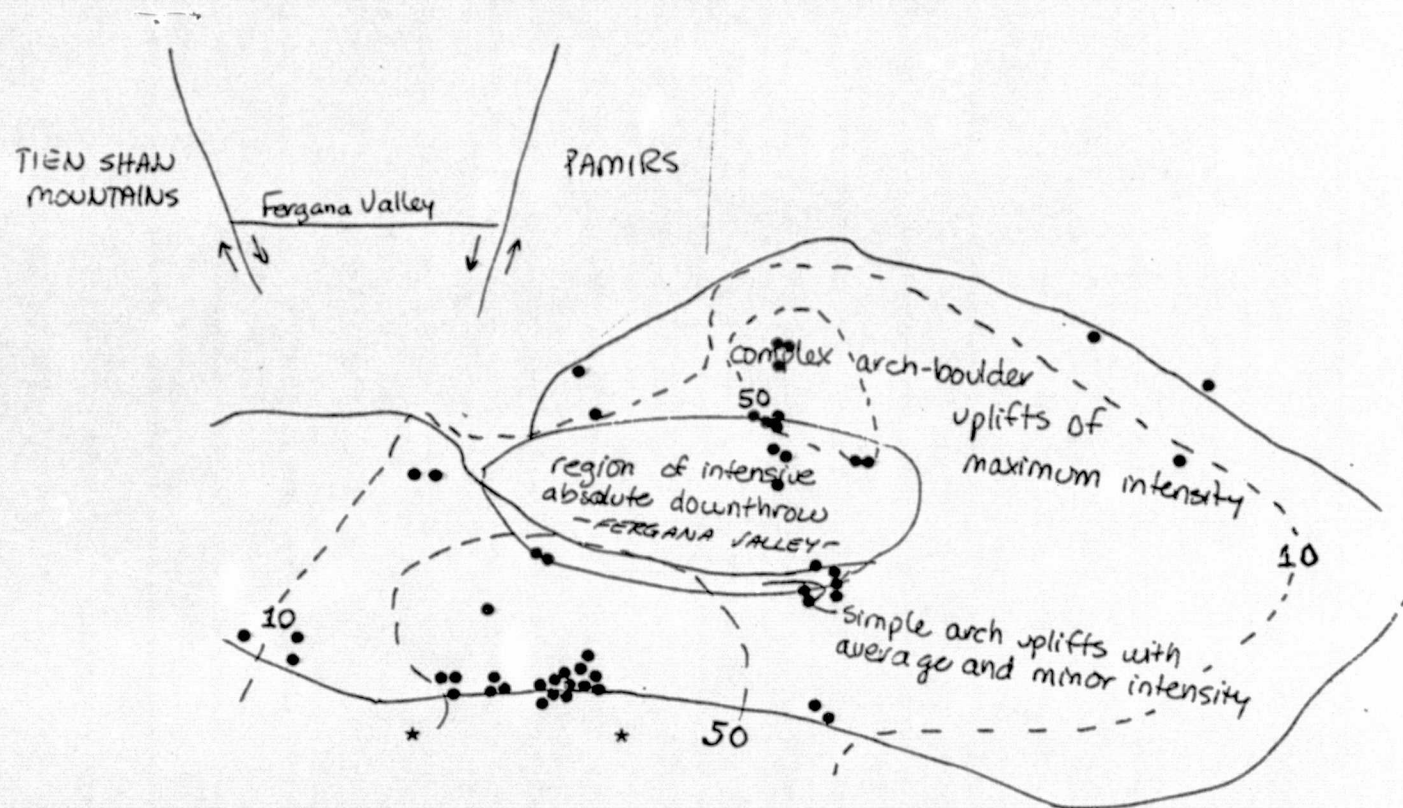 TIEN SHAN
MOUNTAINS
Fergana Valley
PAMIRS
complex arch-boulder
uplifts of
maximum intensity
50
region of intensive
absolute downthrow
-FERGANA VALLEY-
10
10
simple arch uplifts with
average and minor intensity
* * 50